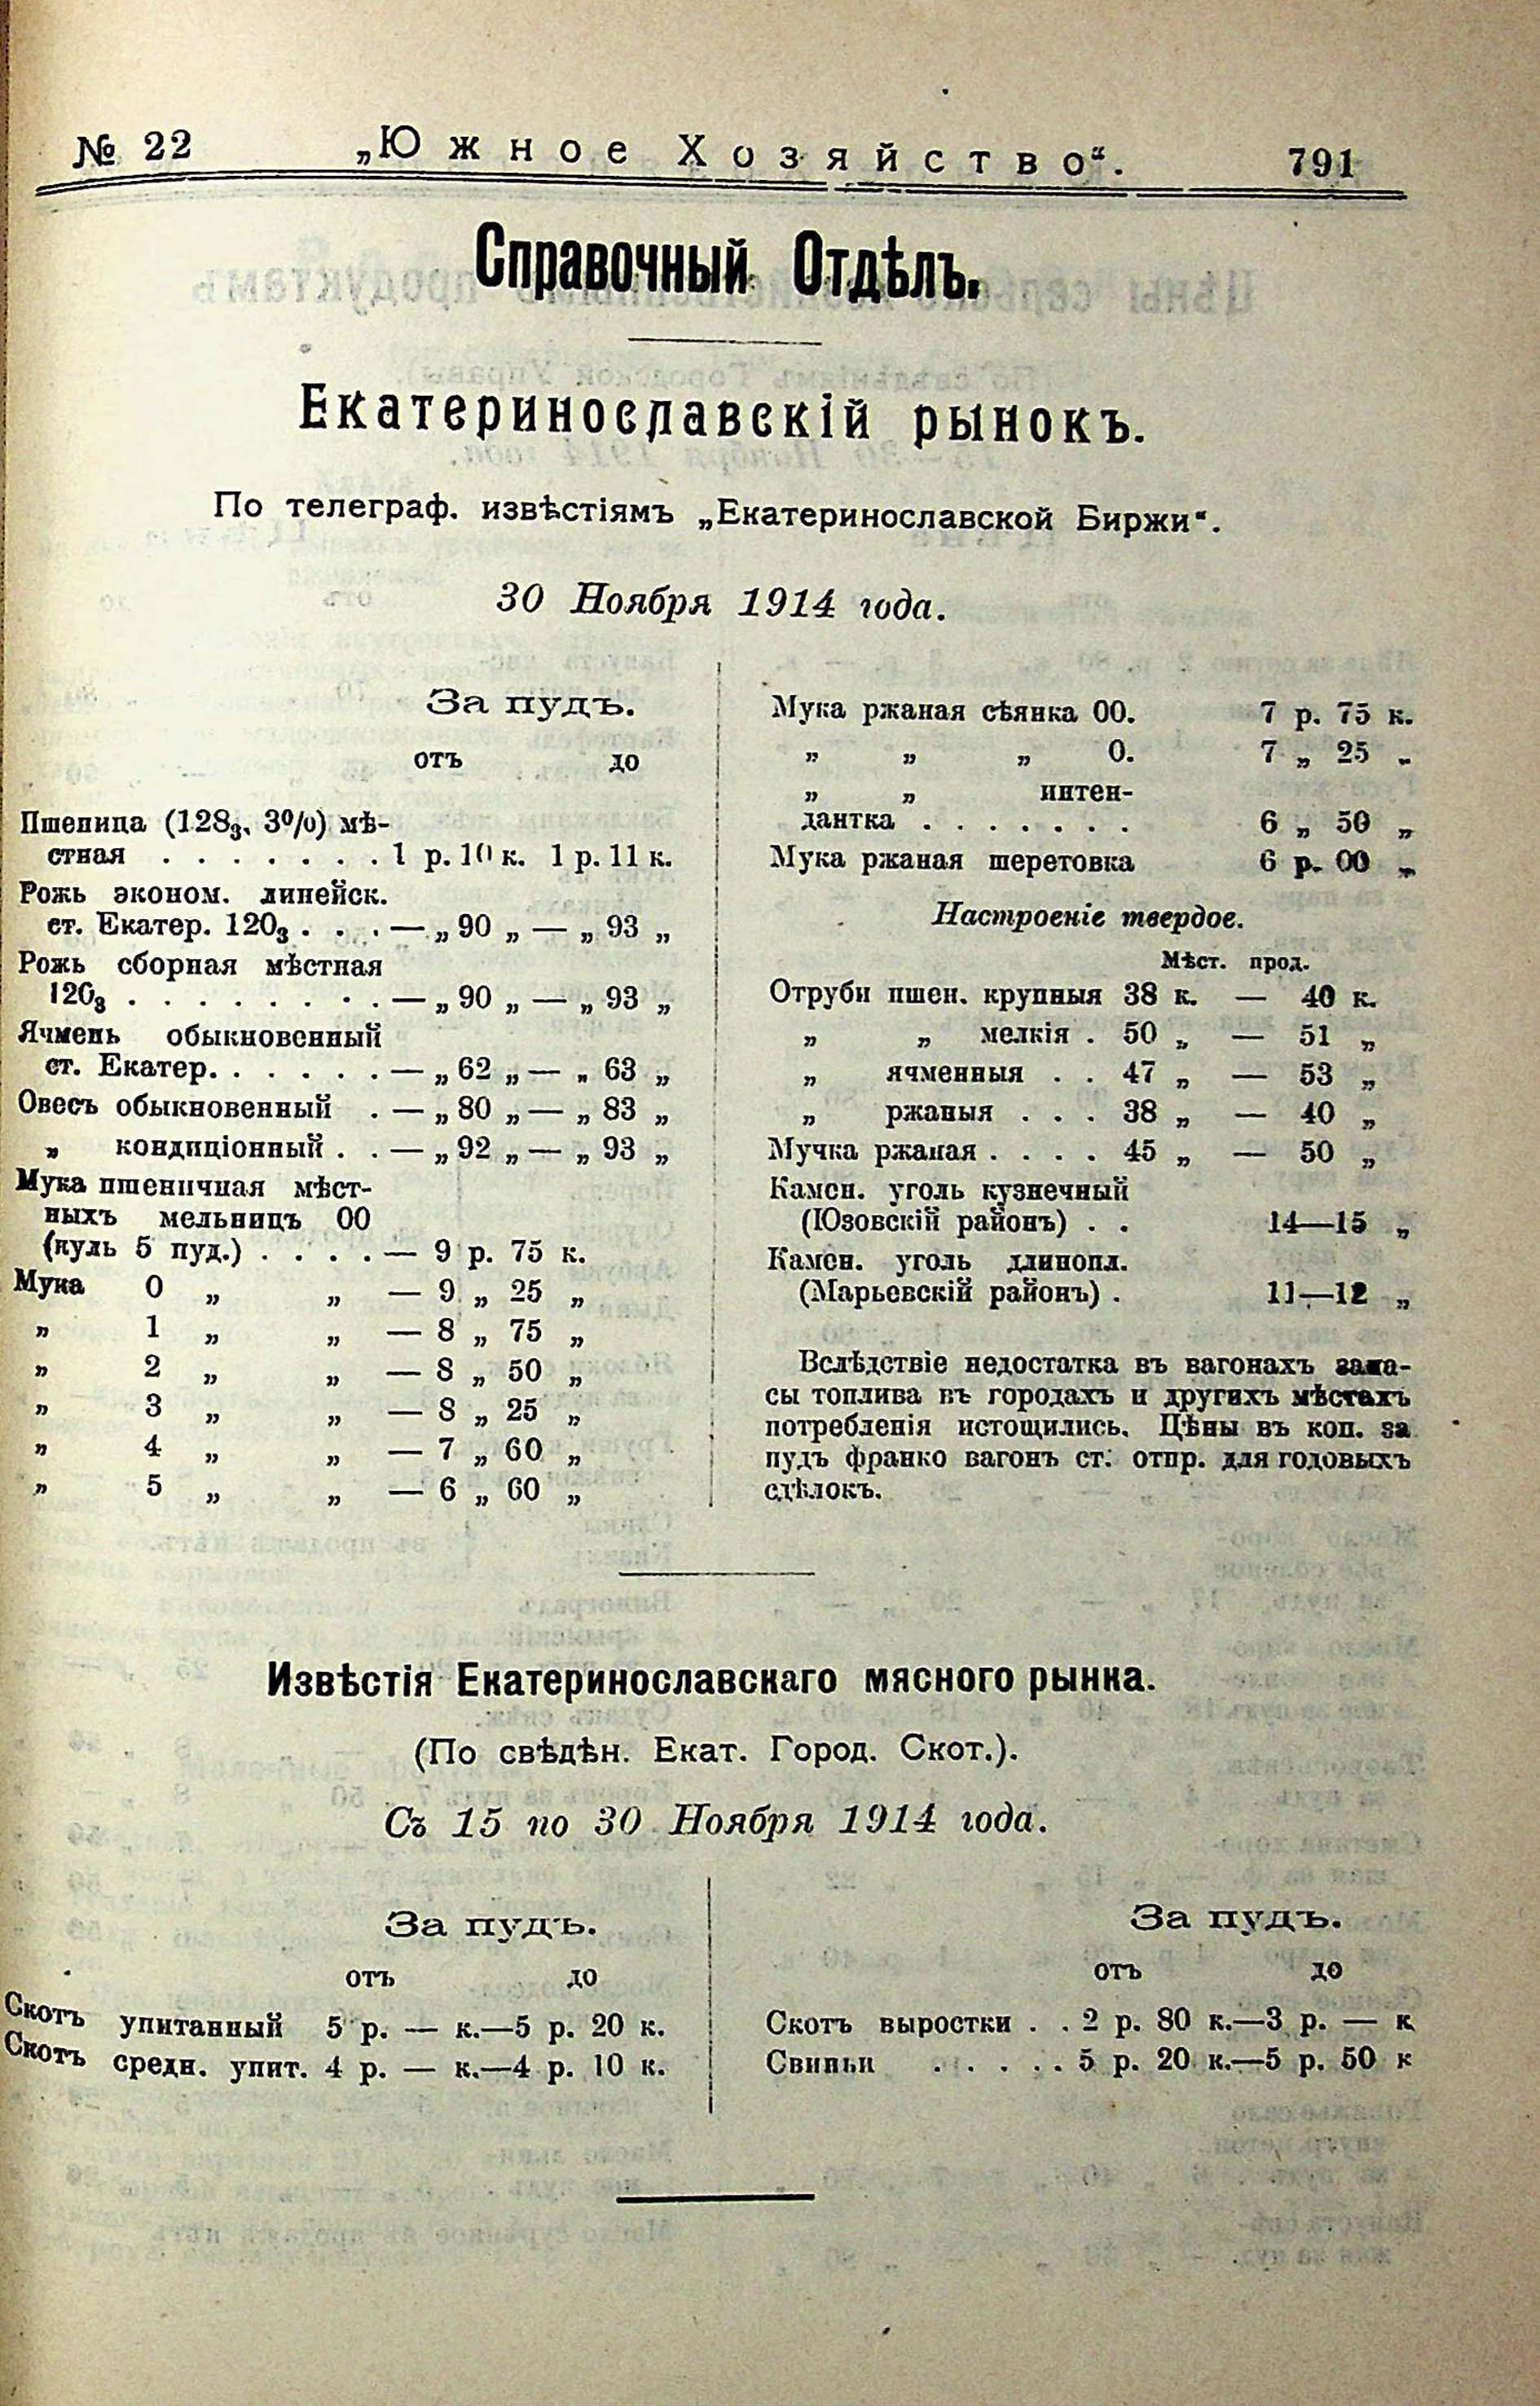 № 22 „Южное Хозяйство“. 791
Справочный Отдѣлъ.
Екатеринославскій рынокъ.
По телеграф. извѣстіямъ „Екатеринославской Биржи“.
30 Ноября 1914 года.
За пудъ.
отъ до
Пшеница (128з, 3%) мѣ-
стная . . . . . . . 1 р. 10 к. 1 р. 11 к.
Рожь эконом. линейск.
ст. Екатер. 120з . . . — „ 90 „ — „ 93 „
Рожь сборная мѣстная
120з . . . . . . . . — „ 90 „ — „ 93 „
Ячмень обыкновенный
ст. Екатер. . . . . . — „ 62 „ — „ 63 „
Овесъ обыкновенный . — „ 80 „ — „ 83 „
„ кондиціонный . . — „ 92 „ — „ 93 „
Мука пшеничная мѣст-
ныхъ мельницъ 00
(куль 5 пуд.) . . . . — 9 р. 75 к.
Мука 0 „ „ — 9 „ 25 „
„ 1 „ „ — 8 „ 75 „
„ 2 „ „ — 8 „ 50 „
„ 3 „ „ — 8 „ 25 „
„ 4 „ „ — 7 „ 60 „
„ 5 „ „ — 6 „ 60 „
Мука ржаная сѣянка 00. 7 р. 75 к.
„ „ „ 0. 7 „ 25 „
„ „ интен-
дантка . . . . . . . 6 „ 50 „
Мука ржаная шеретовка 6 р. 00 „
Настроеніе твердое.
Мѣст. прод.
Отруби пшен. крупныя 38 к. — 40 к.
„ „ мелкія . 50 „ — 51 „
„ ячменныя . . 47 „ — 53 „
„ ржаныя . . . 38 „ — 40 „
Мучка ржаная . . . . 45 „ — 50 „
Камен. уголь кузнечный
(Юзовскій районъ) . . 14—15 „
Камен. уголь длинопл.
(Марьевскій районъ) . 11—12 „
Вслѣдствіе недостатка въ вагонахъ запа-
сы топлива въ городахъ и другихъ мѣстахъ
потребленія истощились. Цѣны въ коп. за
пудъ франко вагонъ ст. отпр. для годовыхъ
сдѣлокъ.
Извѣстія Екатеринославскаго мясного рынка.
(По свѣдѣн. Екат. Город. Скот.).
Съ 15 по 30 Ноября 1914 года.
За пудъ.
отъ до
Скотъ упитанный 5 р. — к.—5 р. 20 к.
Скотъ средн. упит. 4 р. — к.—4 р. 10 к.
За пудъ.
отъ до
Скотъ выростки . . 2 р. 80 к.—3 р. — к
Свиньи . . . . . 5 р. 20 к.—5 р. 50 к